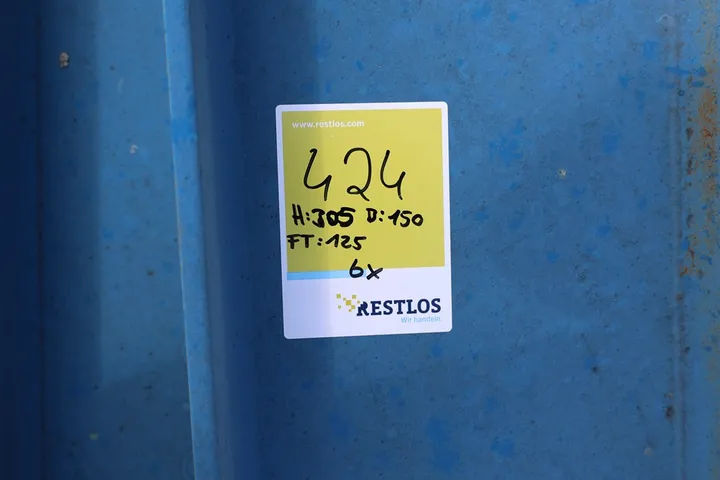 www.restlos.com
424
H:305 D:150
FT:125
6x
RESTLOS
Wir handeln.